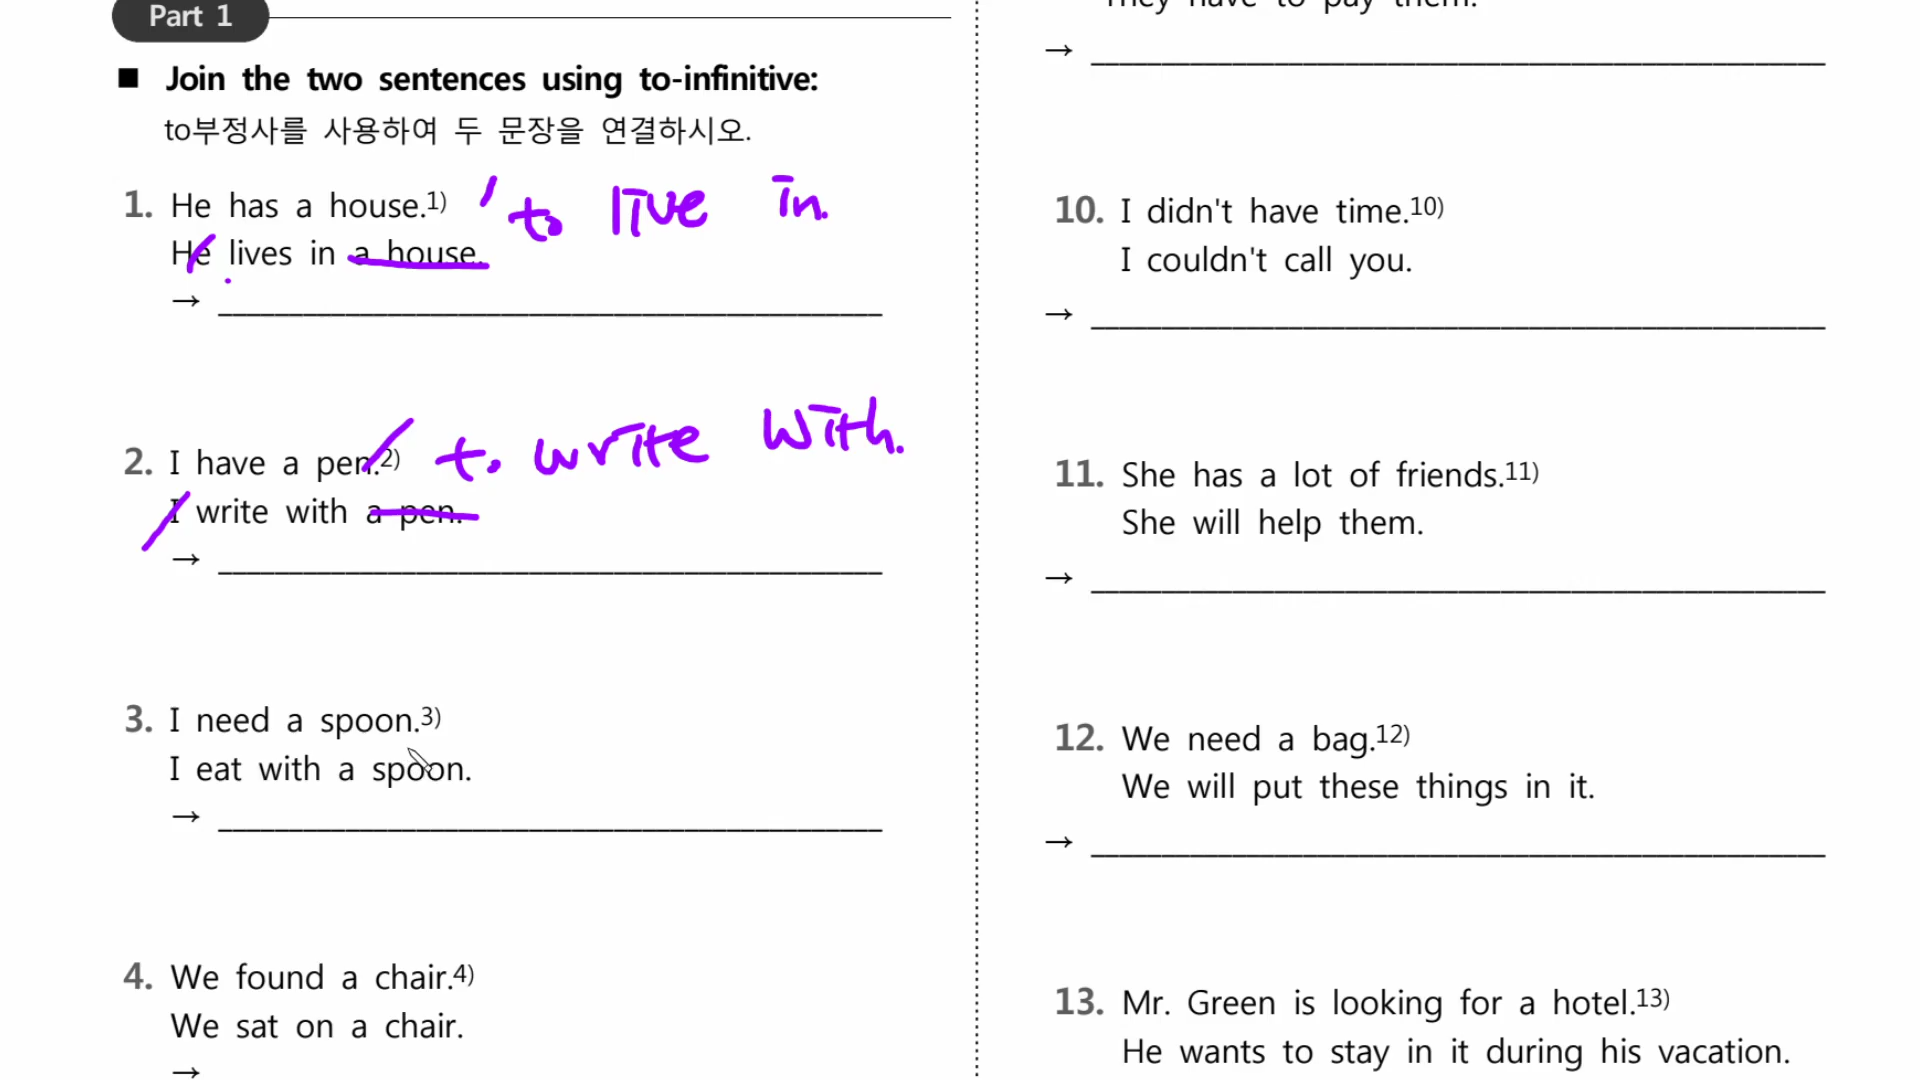 Part 1
■ Join the two sentences using to-infinitive:
to부정사를 사용하여 두 문장을 연결하시오.
1. He has a house.1) to live in.
He lives in a house.
→
2. I have a pen.2) to write with.
I write with a pen.
→
3. I need a spoon.3)
I eat with a spoon.
→
4. We found a chair.4)
We sat on a chair.
→
They have to pay them.
→
10. I didn't have time.10)
I couldn't call you.
→
11. She has a lot of friends.11)
She will help them.
→
12. We need a bag.12)
We will put these things in it.
→
13. Mr. Green is looking for a hotel.13)
He wants to stay in it during his vacation.